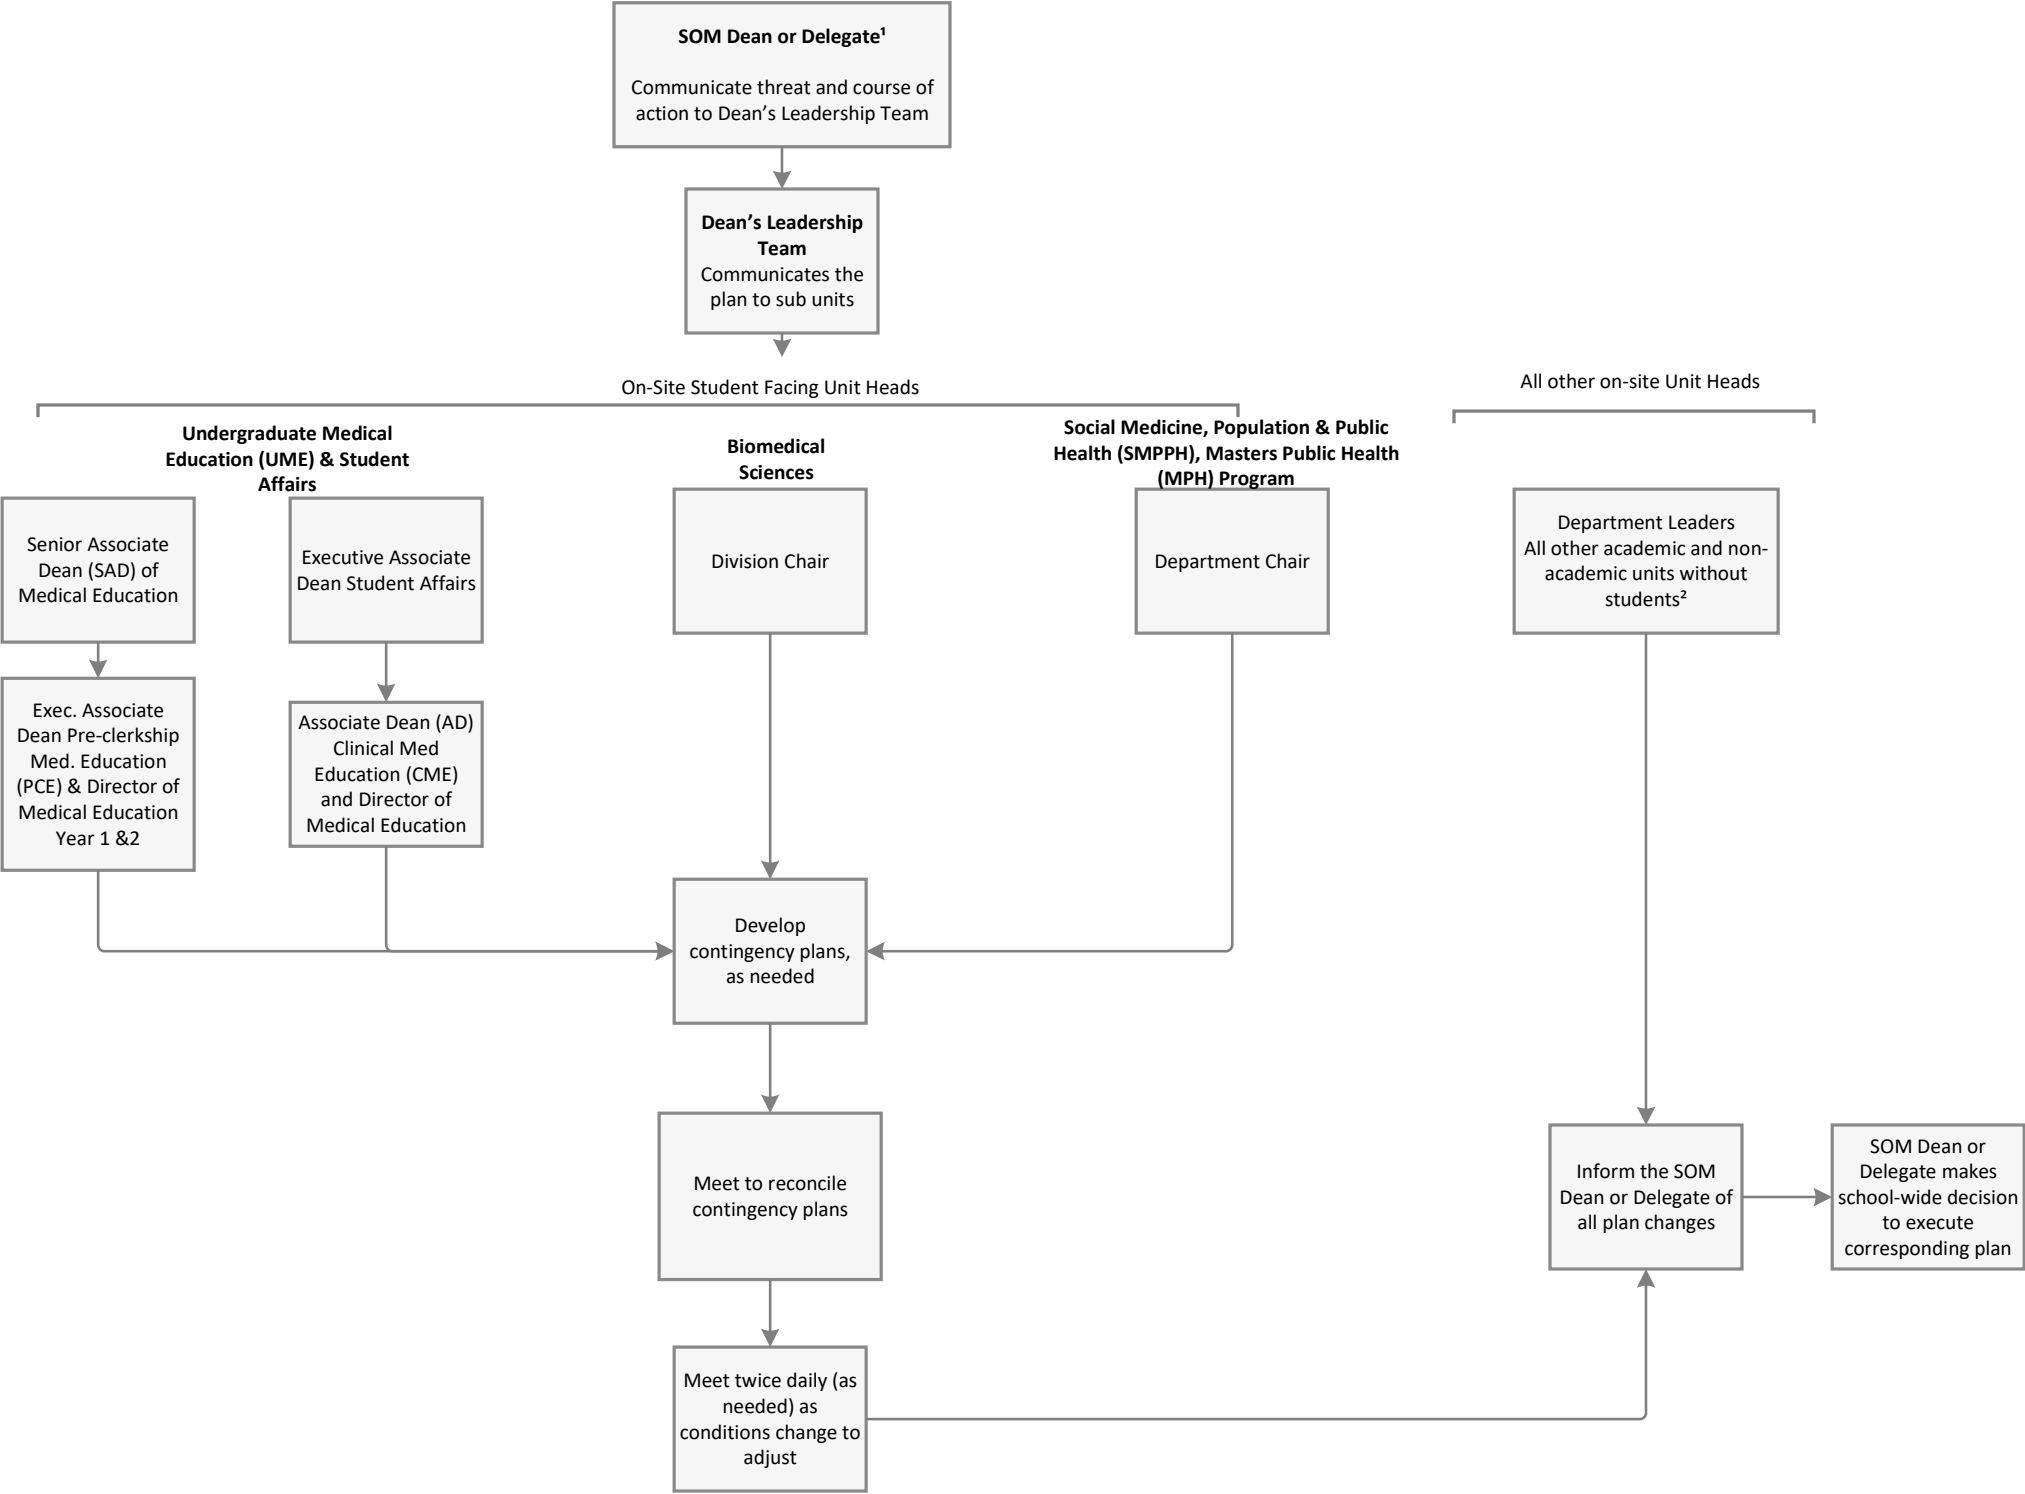 SOM Dean or Delegate¹
Communicate threat and course of
action to Dean’s Leadership Team
Dean’s Leadership
Team
Communicates the
plan to sub units
On-Site Student Facing Unit Heads
All other on-site Unit Heads
Undergraduate Medical
Education (UME) & Student
Affairs
Biomedical
Sciences
Social Medicine, Population & Public
Health (SMPPH), Masters Public Health
(MPH) Program
Senior Associate
Dean (SAD) of
Medical Education
Executive Associate
Dean Student Affairs
Division Chair
Department Chair
Department Leaders
All other academic and non-
academic units without
students²
Exec. Associate
Dean Pre-clerkship
Med. Education
(PCE) & Director of
Medical Education
Year 1 &2
Associate Dean (AD)
Clinical Med
Education (CME)
and Director of
Medical Education
Develop
contingency plans,
as needed
Meet to reconcile
contingency plans
Inform the SOM
Dean or Delegate of
all plan changes
SOM Dean or
Delegate makes
school-wide decision
to execute
corresponding plan
Meet twice daily (as
needed) as
conditions change to
adjust